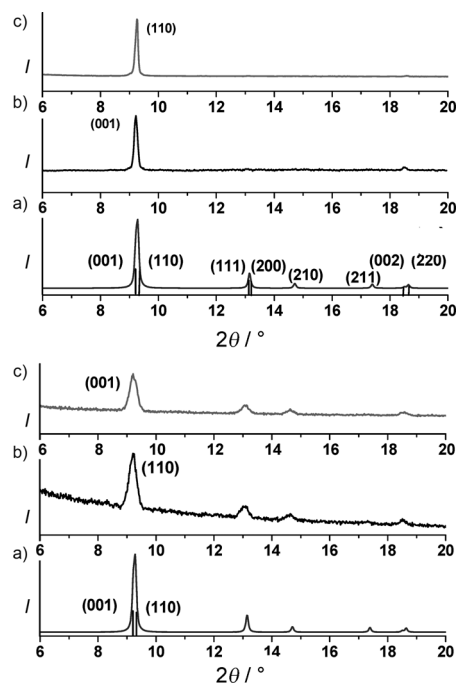 c)
(110)
I
6 8 10 12 14 16 18 20
b)
(001)
I
6 8 10 12 14 16 18 20
a)
(001) (110) (111) (200) (210) (211) (002) (220)
I
6 8 10 12 14 16 18 20
2θ / °
c)
(001)
I
6 8 10 12 14 16 18 20
b)
(110)
I
6 8 10 12 14 16 18 20
a)
(001) (110)
I
6 8 10 12 14 16 18 20
2θ / °